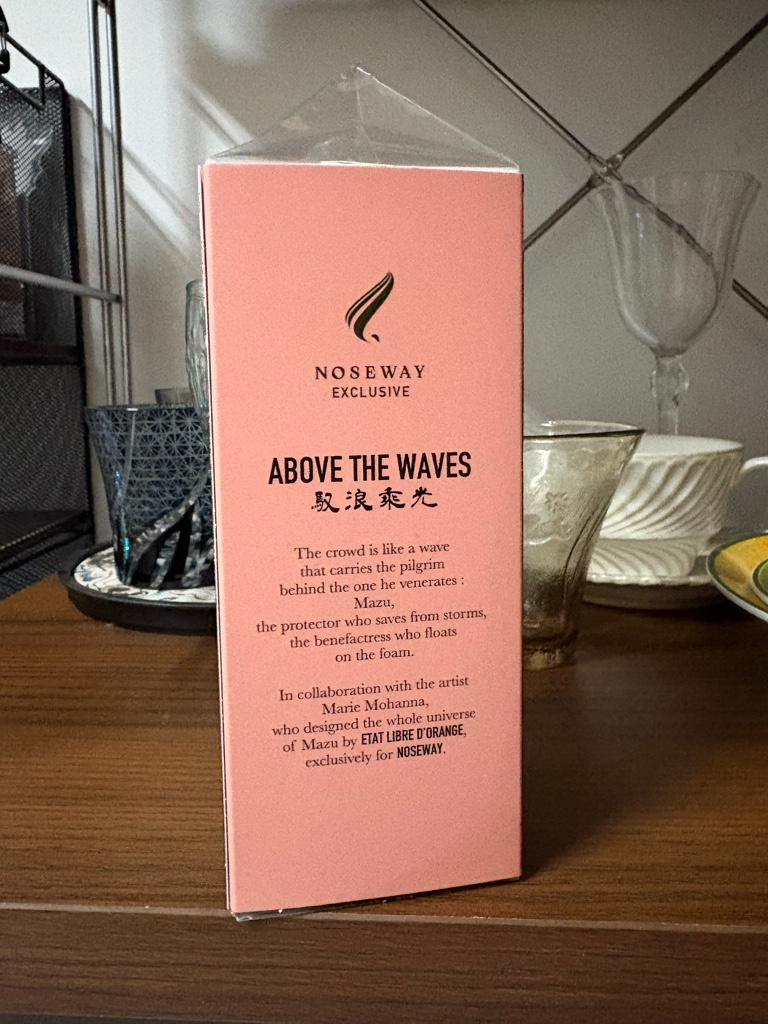 NOSEWAY
EXCLUSIVE
ABOVE THE WAVES
馭浪乘光
The crowd is like a wave
that carries the pilgrim
behind the one he venerates :
Mazu,
the protector who saves from storms,
the benefactress who floats
on the foam.
In collaboration with the artist
Marie Mohanna,
who designed the whole universe
of Mazu by ETAT LIBRE D'ORANGE,
exclusively for NOSEWAY.